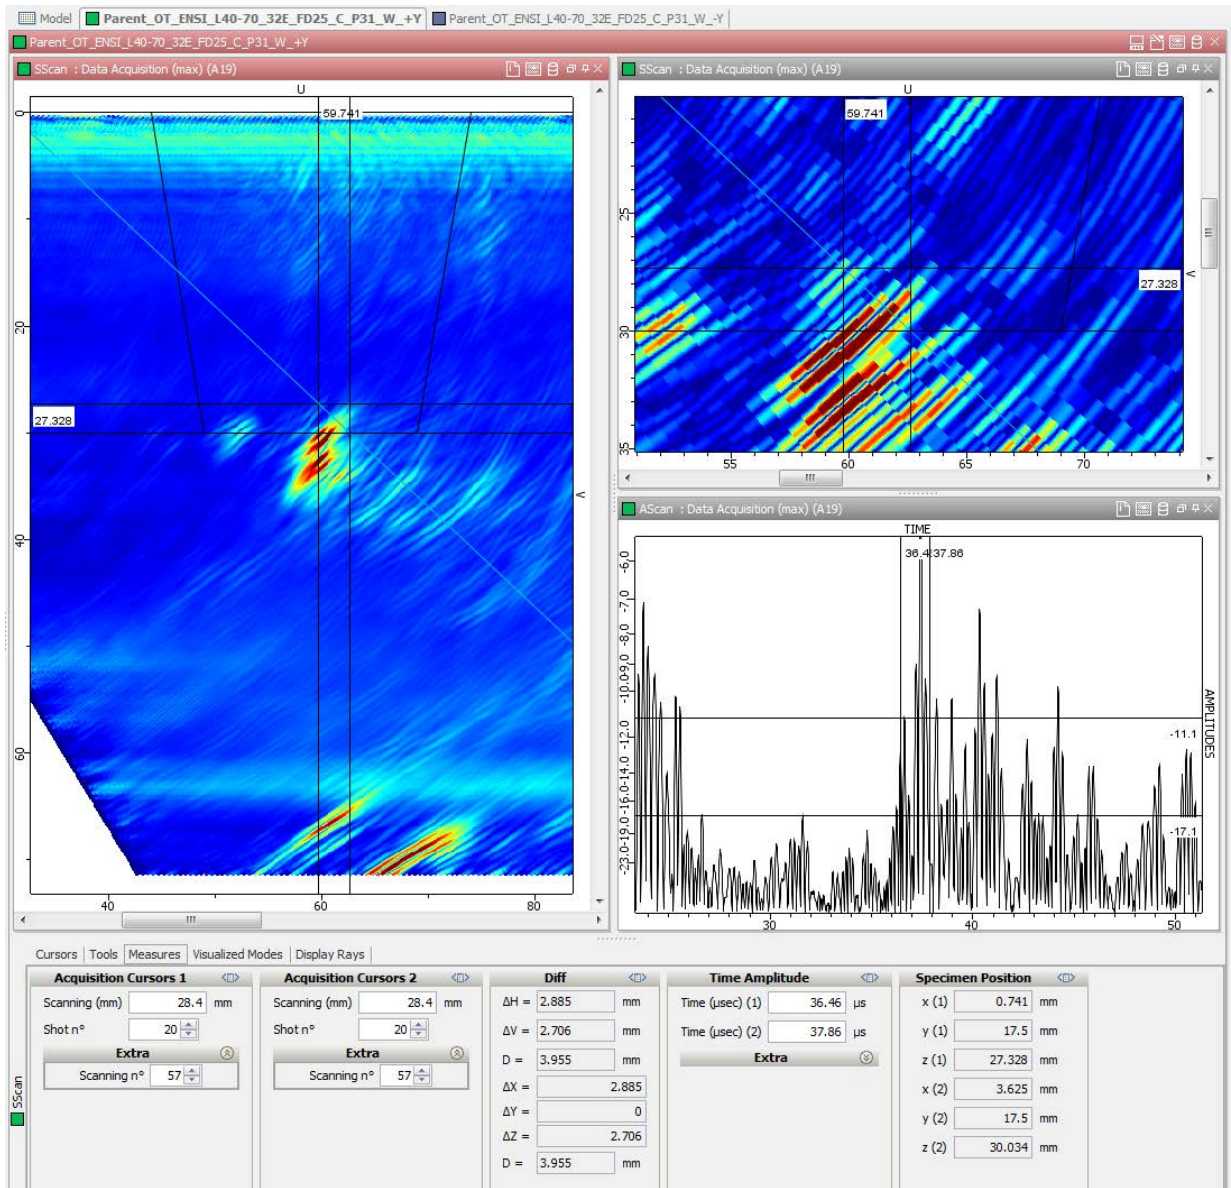 Model Parent_OT_ENSI_L40-70_32E_FD25_C_P31_W_+Y Parent_OT_ENSI_L40-70_32E_FD25_C_P31_W_-Y
Parent_OT_ENSI_L40-70_32E_FD25_C_P31_W_+Y
SScan : Data Acquisition (max) (A19)
U
59.741
0
20
27.328
V
40
60
40 60 80
SScan : Data Acquisition (max) (A19)
U
59.741
25
27.328
V
30
35
55 60 65 70
AScan : Data Acquisition (max) (A19)
TIME
36.4 37.86
-6,0
-7.0
-8,0
-9.0
-10.0
-11.1
-12.0
-14.0
-16.0
-17.1
-19.0
-23.0
AMPLITUDES
30 40 50
Cursors Tools Measures Visualized Modes Display Rays
SScan
Acquisition Cursors 1
Scanning (mm) 28.4 mm
Shot n° 20
Extra
Scanning n° 57
Acquisition Cursors 2
Scanning (mm) 28.4 mm
Shot n° 20
Extra
Scanning n° 57
Diff
ΔH = 2.885 mm
ΔV = 2.706 mm
D = 3.955 mm
ΔX = 2.885
ΔY = 0
ΔZ = 2.706
D = 3.955 mm
Time Amplitude
Time (µsec) (1) 36.46 µs
Time (µsec) (2) 37.86 µs
Extra
Specimen Position
x (1) 0.741 mm
y (1) 17.5 mm
z (1) 27.328 mm
x (2) 3.625 mm
y (2) 17.5 mm
z (2) 30.034 mm